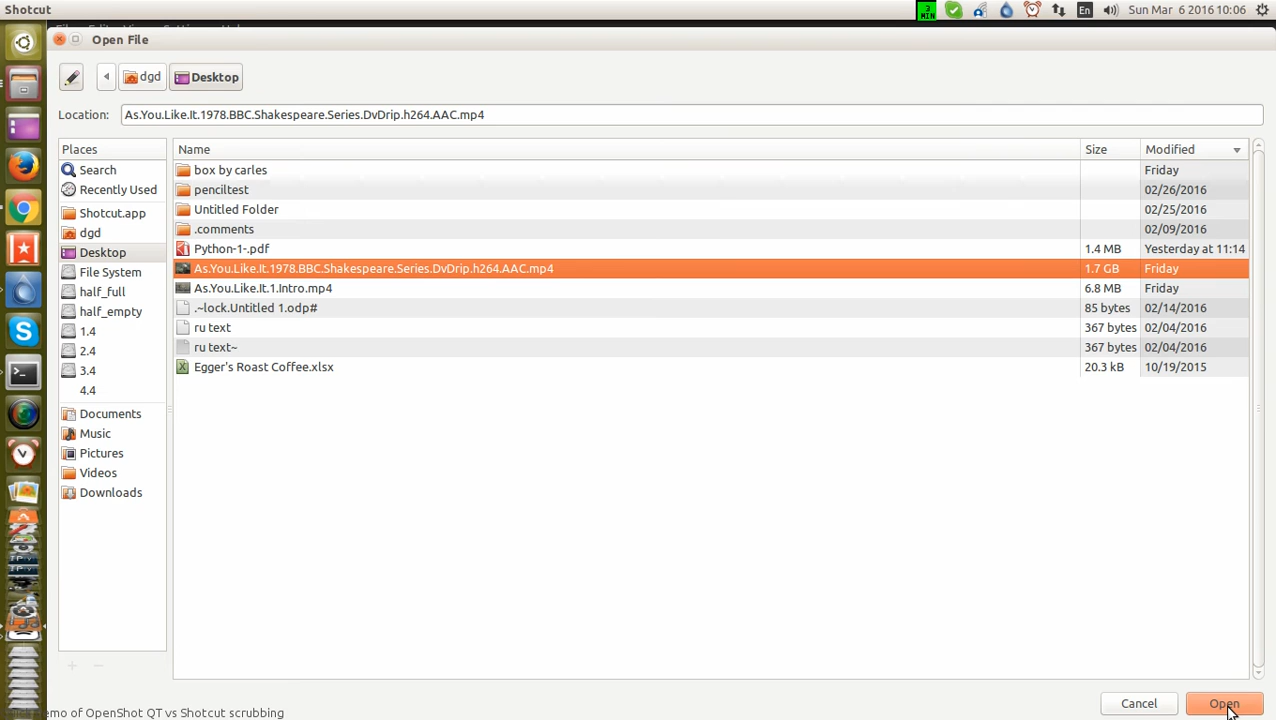 Shotcut
3 MIN
En
Sun Mar 6 2016 10:06
Open File
dgd
Desktop
Location:
As.You.Like.It.1978.BBC.Shakespeare.Series.DvDrip.h264.AAC.mp4
Places
Search
Recently Used
Shotcut.app
dgd
Desktop
File System
half_full
half_empty
1.4
2.4
3.4
4.4
Documents
Music
Pictures
Videos
Downloads
Name Size Modified
box by carles Friday
penciltest 02/26/2016
Untitled Folder 02/25/2016
.comments 02/09/2016
Python-1-.pdf 1.4 MB Yesterday at 11:14
As.You.Like.It.1978.BBC.Shakespeare.Series.DvDrip.h264.AAC.mp4 1.7 GB Friday
As.You.Like.It.1.Intro.mp4 6.8 MB Friday
.~lock.Untitled 1.odp# 85 bytes 02/14/2016
ru text 367 bytes 02/04/2016
ru text~ 367 bytes 02/04/2016
Egger's Roast Coffee.xlsx 20.3 kB 10/19/2015
Cancel
Open
emo of OpenShot QT vs Shotcut scrubbing